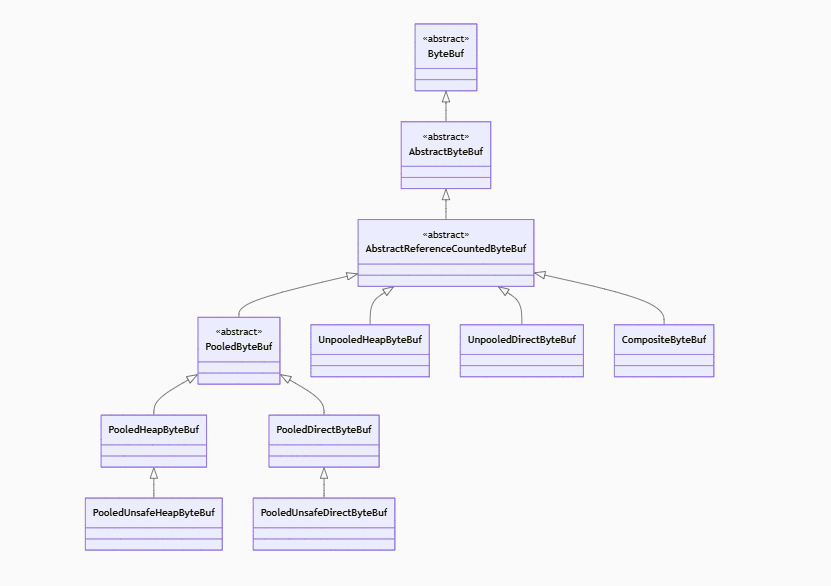 «abstract»
ByteBuf
«abstract»
AbstractByteBuf
«abstract»
AbstractReferenceCountedByteBuf
«abstract»
PooledByteBuf
UnpooledHeapByteBuf
UnpooledDirectByteBuf
CompositeByteBuf
PooledHeapByteBuf
PooledDirectByteBuf
PooledUnsafeHeapByteBuf
PooledUnsafeDirectByteBuf